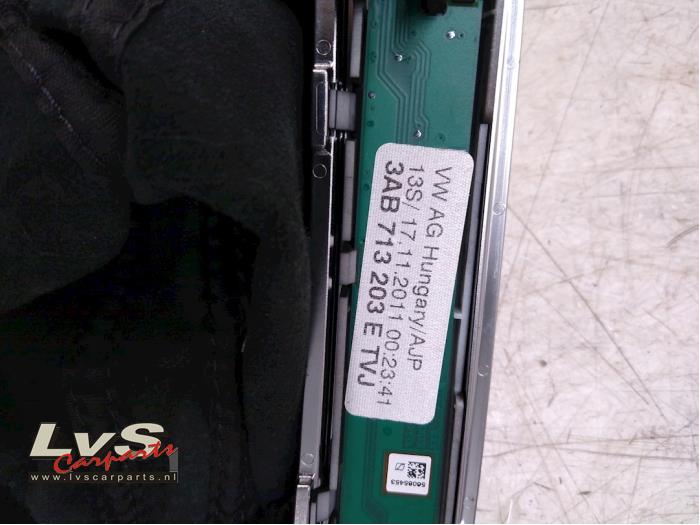 VW AG Hungary/AJP
13S/ 17.11.2011 00:23:41
3AB 713 203 E TVJ
50085453
LvS
Carparts
www.lvscarparts.nl